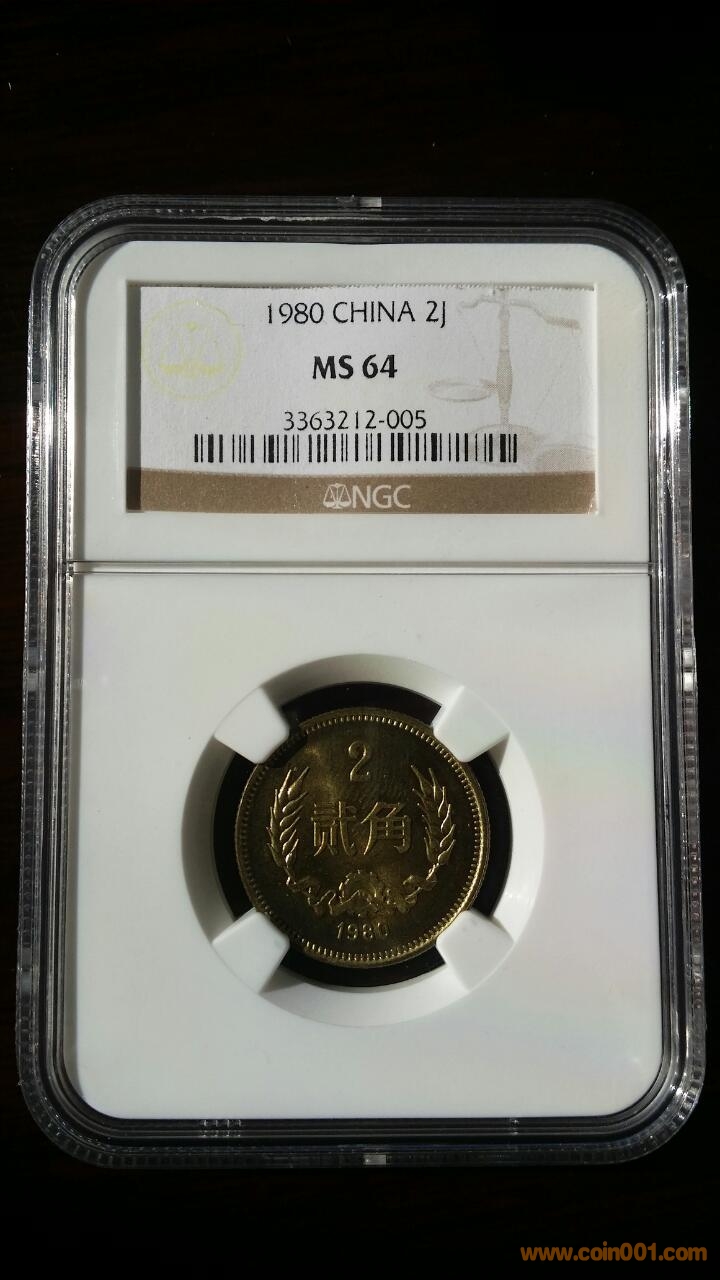 1980 CHINA 2J
MS 64
3363212-005
NGC
2
贰角
1980
www.coin001.com